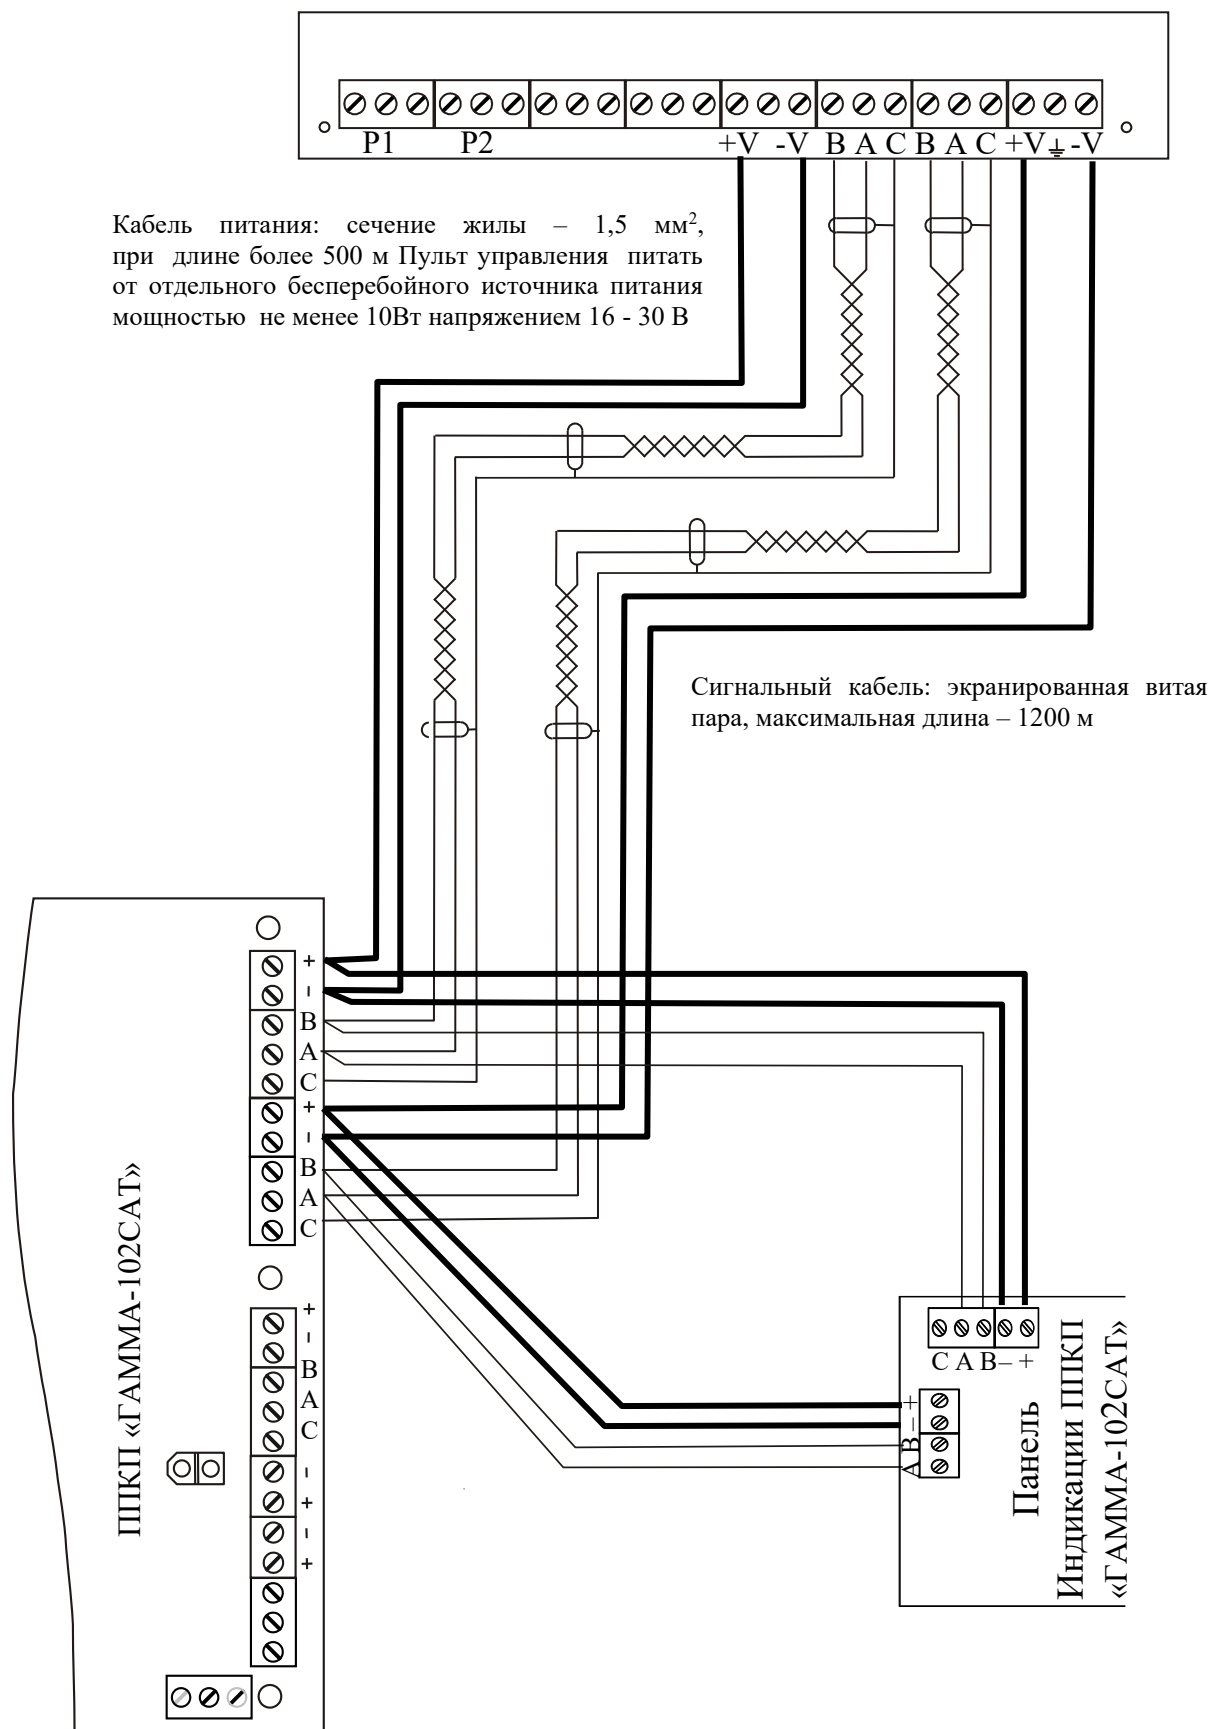 P1 P2 +V -V B A C B A C +V -V
Кабель питания: сечение жилы – 1,5 мм²,
при длине более 500 м Пульт управления питать
от отдельного бесперебойного источника питания
мощностью не менее 10Вт напряжением 16 - 30 В
Сигнальный кабель: экранированная витая
пара, максимальная длина – 1200 м
ППКП «ГАММА-102САТ»
+
–
B
A
C
+
–
B
A
C
+
–
B
A
C
–
+
–
+
C A B – +
+
–
B
A
Панель
Индикации ППКП
«ГАММА-102САТ»